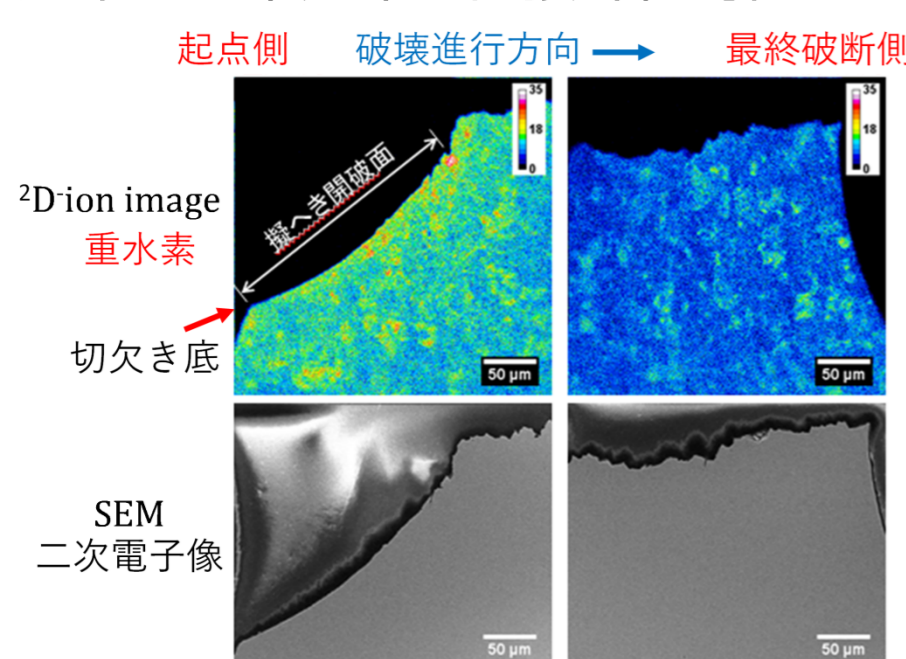 起点側 破壊進行方向 最終破断側
35
18
0
35
18
0
擬へき開破面
²D⁻ion image
重水素
切欠き底
50 µm
50 µm
SEM
二次電子像
50 µm
50 µm